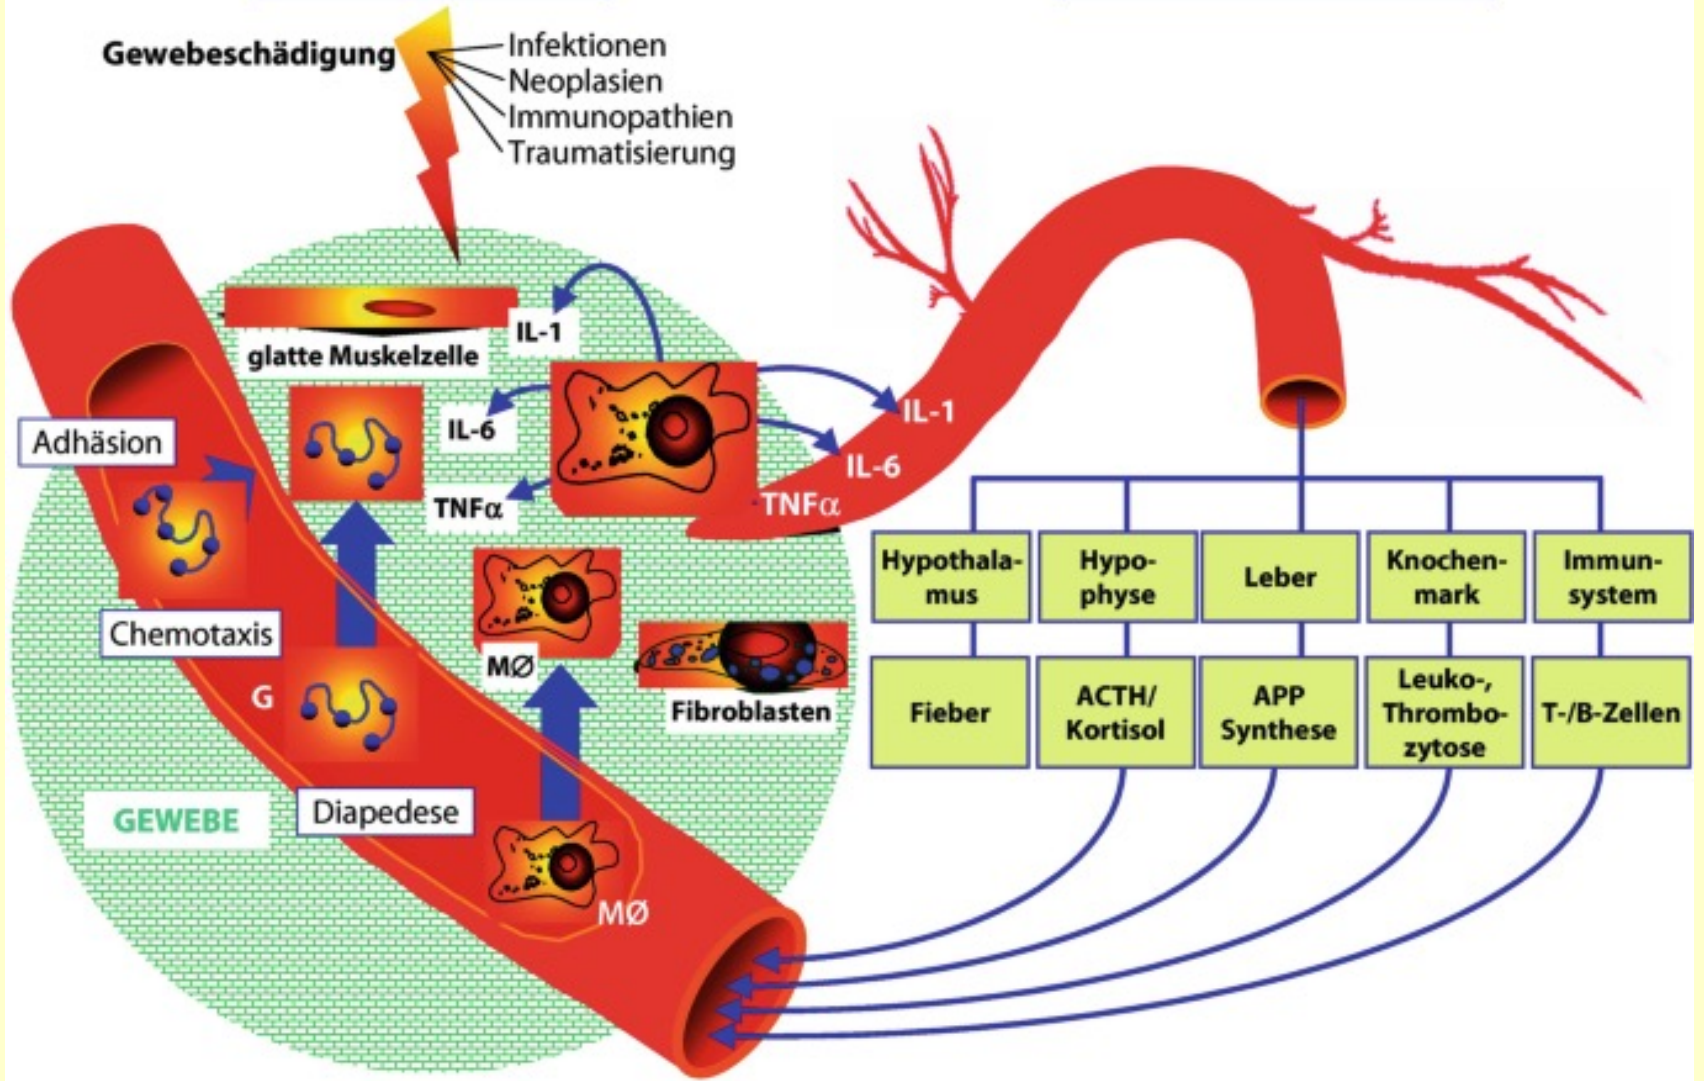 Gewebeschädigung
Infektionen
Neoplasien
Immunopathien
Traumatisierung
glatte Muskelzelle
IL-1
IL-6
TNFα
IL-1
IL-6
TNFα
Adhäsion
Chemotaxis
G
MØ
Fibroblasten
Diapedese
GEWEBE
MØ
Hypothala-
mus
Hypo-
physe
Leber
Knochen-
mark
Immun-
system
Fieber
ACTH/
Kortisol
APP
Synthese
Leuko-,
Thrombo-
zytose
T-/B-Zellen